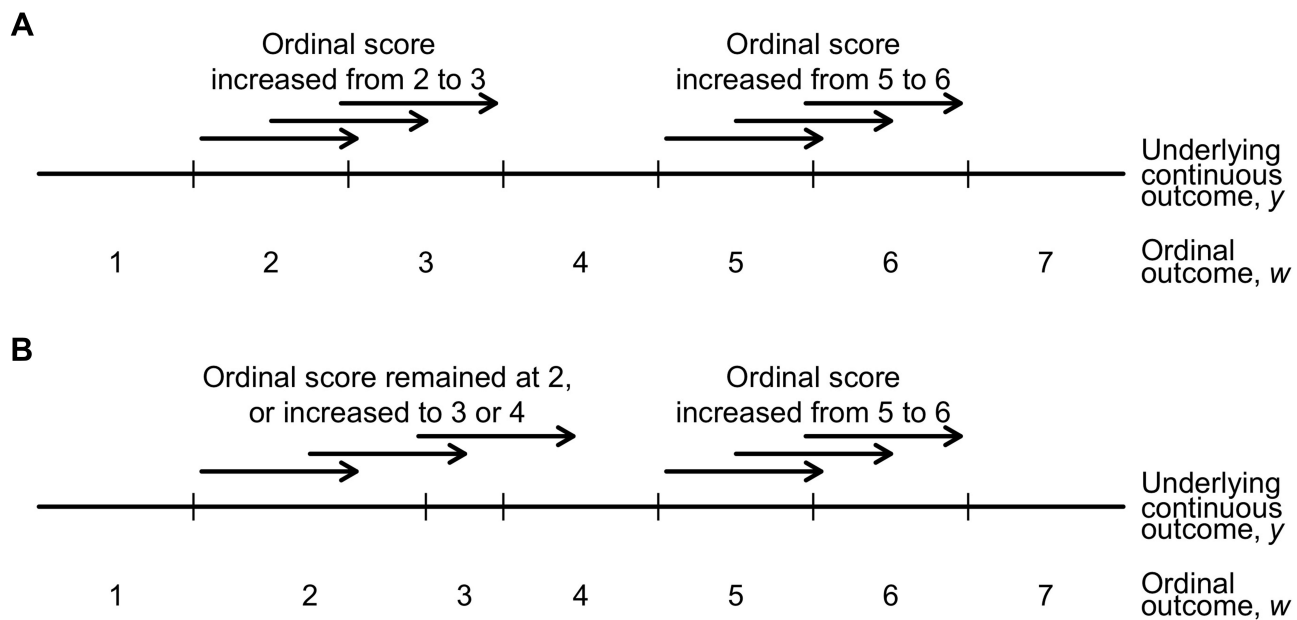 A
Ordinal score
increased from 2 to 3
Ordinal score
increased from 5 to 6
Underlying
continuous
outcome, y
1 2 3 4 5 6 7
Ordinal
outcome, w
B
Ordinal score remained at 2,
or increased to 3 or 4
Ordinal score
increased from 5 to 6
Underlying
continuous
outcome, y
1 2 3 4 5 6 7
Ordinal
outcome, w